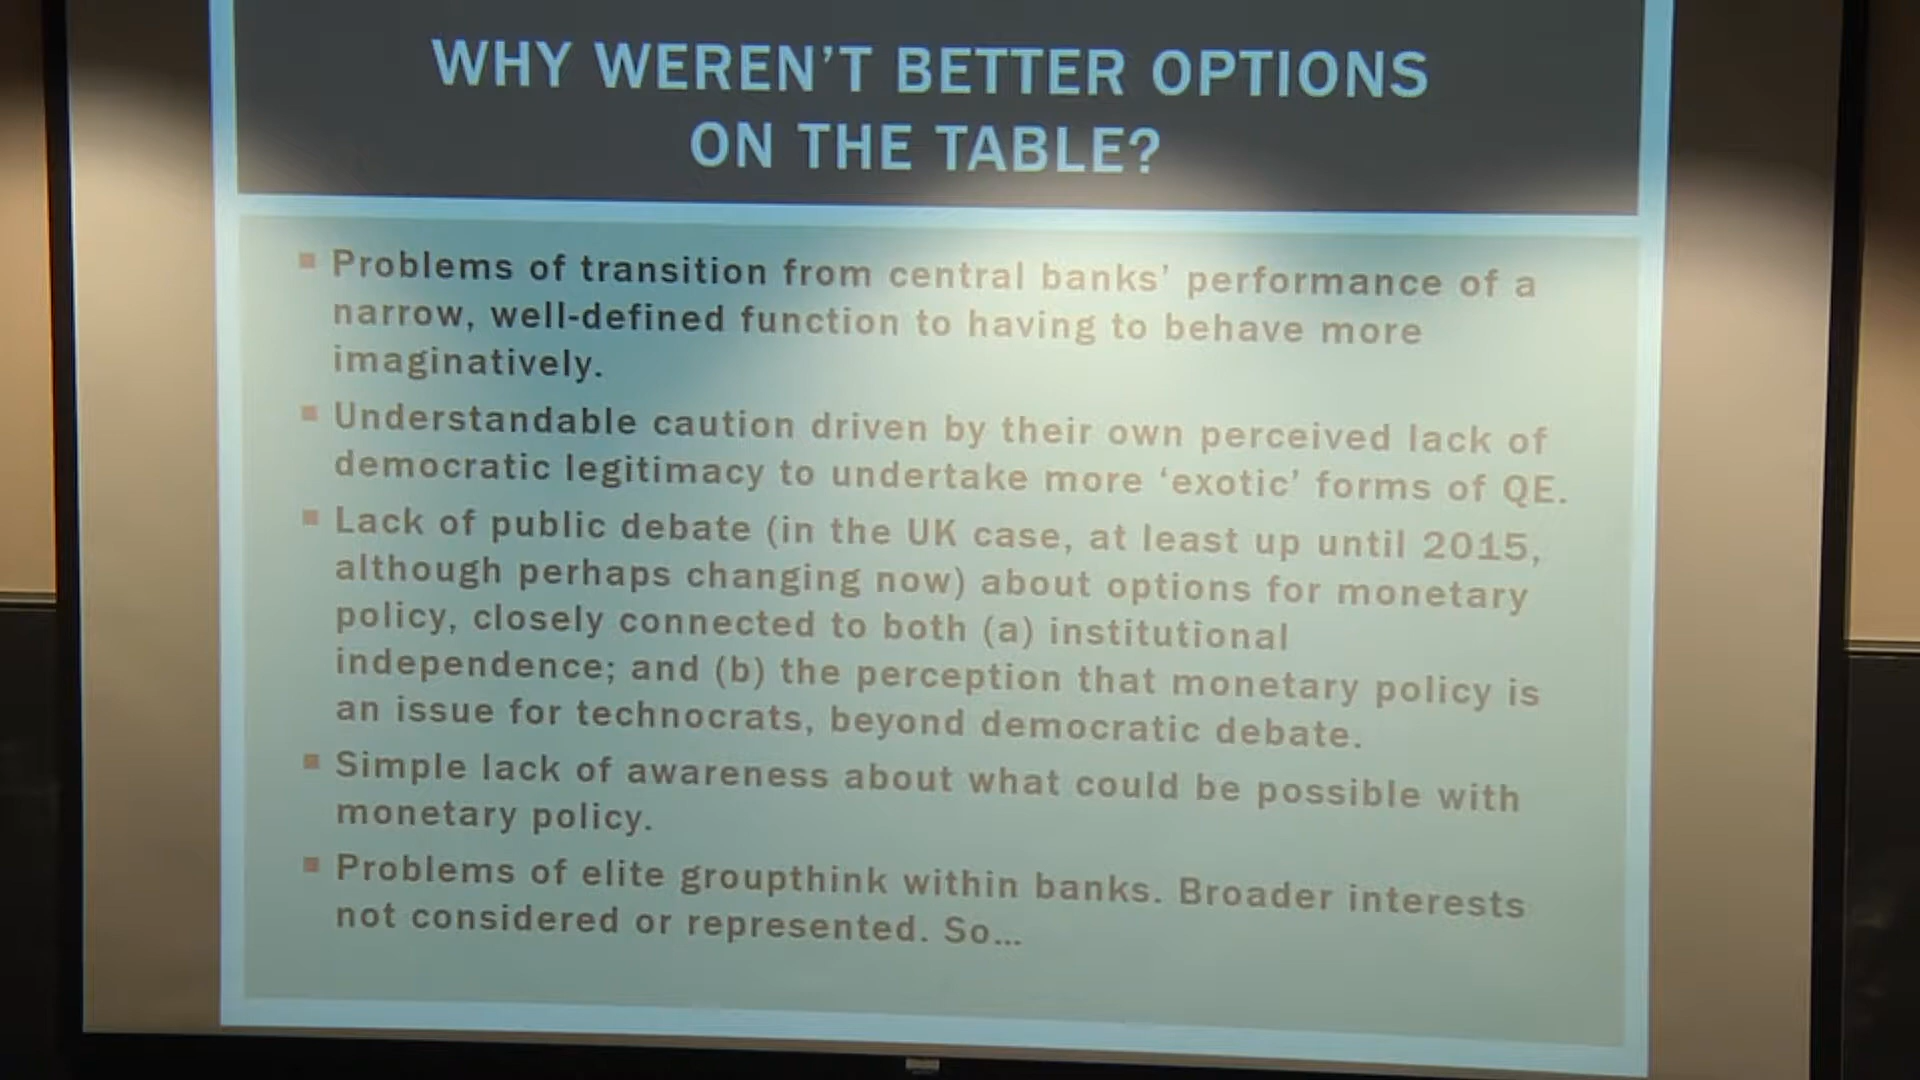 WHY WEREN'T BETTER OPTIONS
ON THE TABLE?
Problems of transition from central banks' performance of a
narrow, well-defined function to having to behave more
imaginatively.
Understandable caution driven by their own perceived lack of
democratic legitimacy to undertake more ‘exotic’ forms of QE.
Lack of public debate (in the UK case, at least up until 2015,
although perhaps changing now) about options for monetary
policy, closely connected to both (a) institutional
independence; and (b) the perception that monetary policy is
an issue for technocrats, beyond democratic debate.
Simple lack of awareness about what could be possible with
monetary policy.
Problems of elite groupthink within banks. Broader interests
not considered or represented. So...